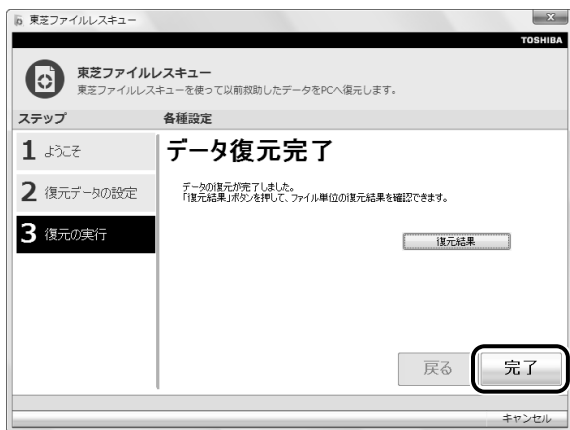 東芝ファイルレスキュー
TOSHIBA
東芝ファイルレスキュー
東芝ファイルレスキューを使って以前救助したデータをPCへ復元します。
ステップ
各種設定
1 ようこそ
2 復元データの設定
3 復元の実行
データ復元完了
データの復元が完了しました。
「復元結果」ボタンを押して、ファイル単位の復元結果を確認できます。
復元結果
戻る
完了
キャンセル